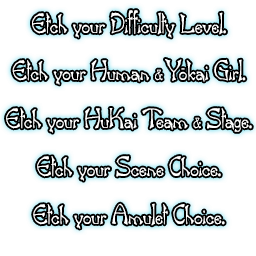 Etch your Difficulty Level.
Etch your Human & Yokai Girl.
Etch your HuKai Team & Stage.
Etch your Scene Choice.
Etch your Amulet Choice.